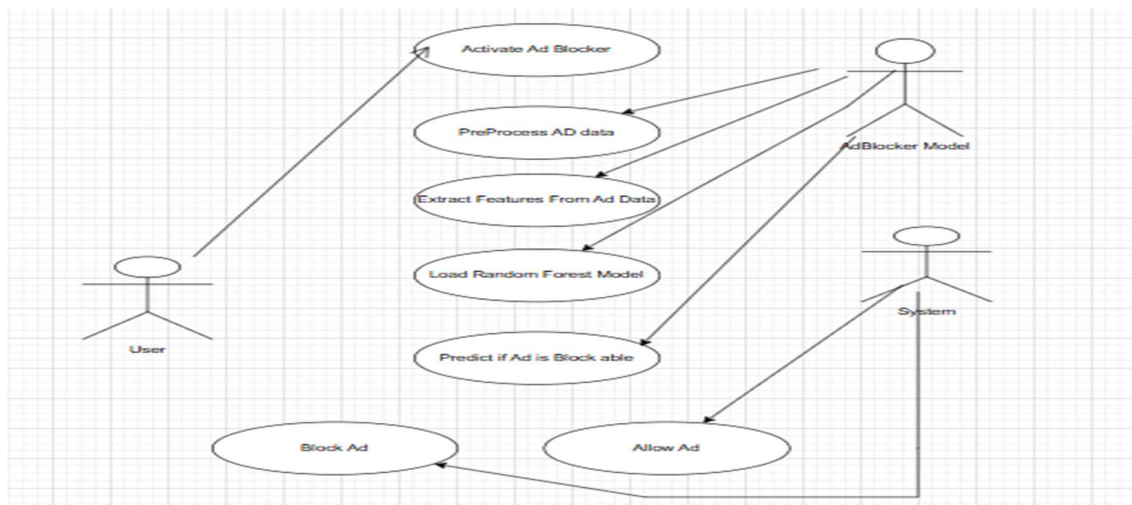 Activate Ad Blocker
PreProcess AD data
AdBlocker Model
Extract Features From Ad Data
Load Random Forest Model
System
User
Predict if Ad is Block able
Block Ad
Allow Ad